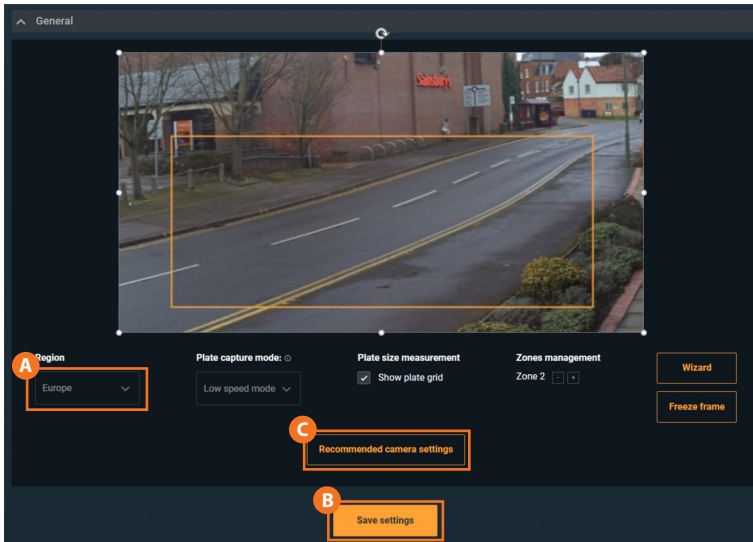 General
Sainsbury's
A
Region
Europe
Plate capture mode:
Low speed mode
Plate size measurement
Show plate grid
Zones management
Zone 2 - +
Wizard
Freeze frame
C
Recommended camera settings
B
Save settings